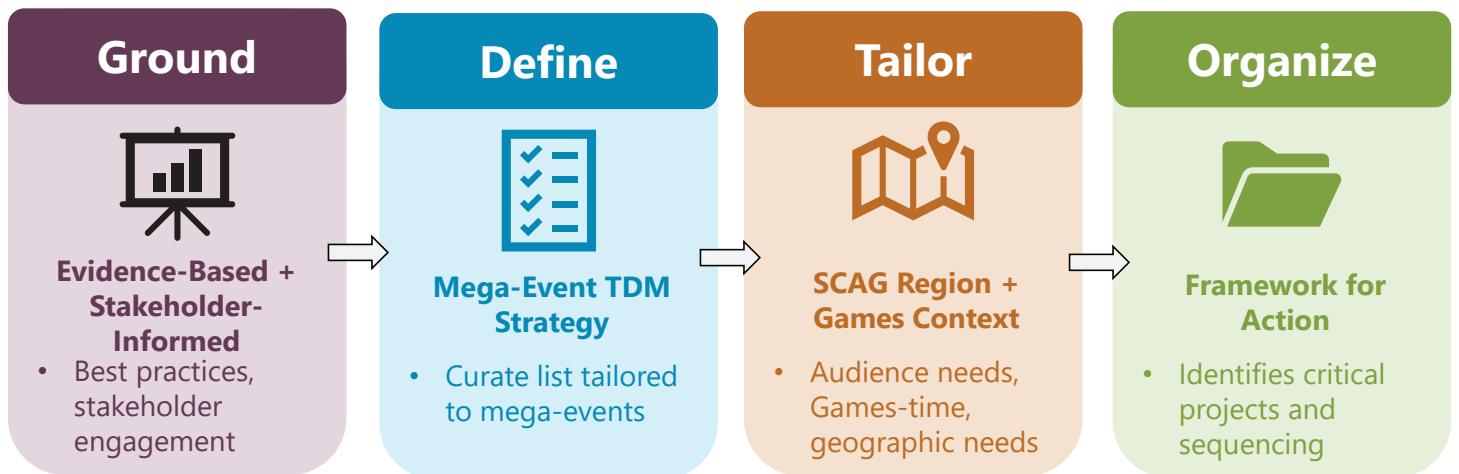 Ground
Evidence-Based +
Stakeholder-
Informed
• Best practices,
stakeholder
engagement
Define
Mega-Event TDM
Strategy
• Curate list tailored
to mega-events
Tailor
SCAG Region +
Games Context
• Audience needs,
Games-time,
geographic needs
Organize
Framework for
Action
• Identifies critical
projects and
sequencing